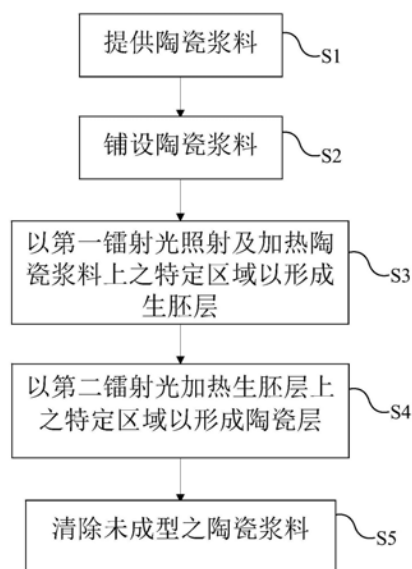 提供陶瓷浆料
S1
铺设陶瓷浆料
S2
以第一镭射光照射及加热陶
瓷浆料上之特定区域以形成
生胚层
S3
以第二镭射光加热生胚层上
之特定区域以形成陶瓷层
S4
清除未成型之陶瓷浆料
S5